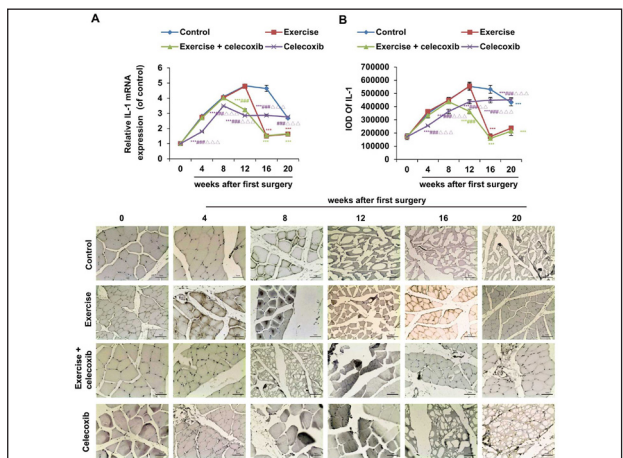 A
Control
Exercise
Exercise + celecoxib
Celecoxib
Relative IL-1 mRNA
expression (of control)
6
5
4
3
2
1
0
0 4 8 12 16 20
weeks after first surgery
B
Control
Exercise
Exercise + celecoxib
Celecoxib
IOD Of IL-1
700000
600000
500000
400000
300000
200000
100000
0
0 4 8 12 16 20
weeks after first surgery
weeks after first surgery
0 4 8 12 16 20
Control
Exercise
Exercise +
celecoxib
Celecoxib